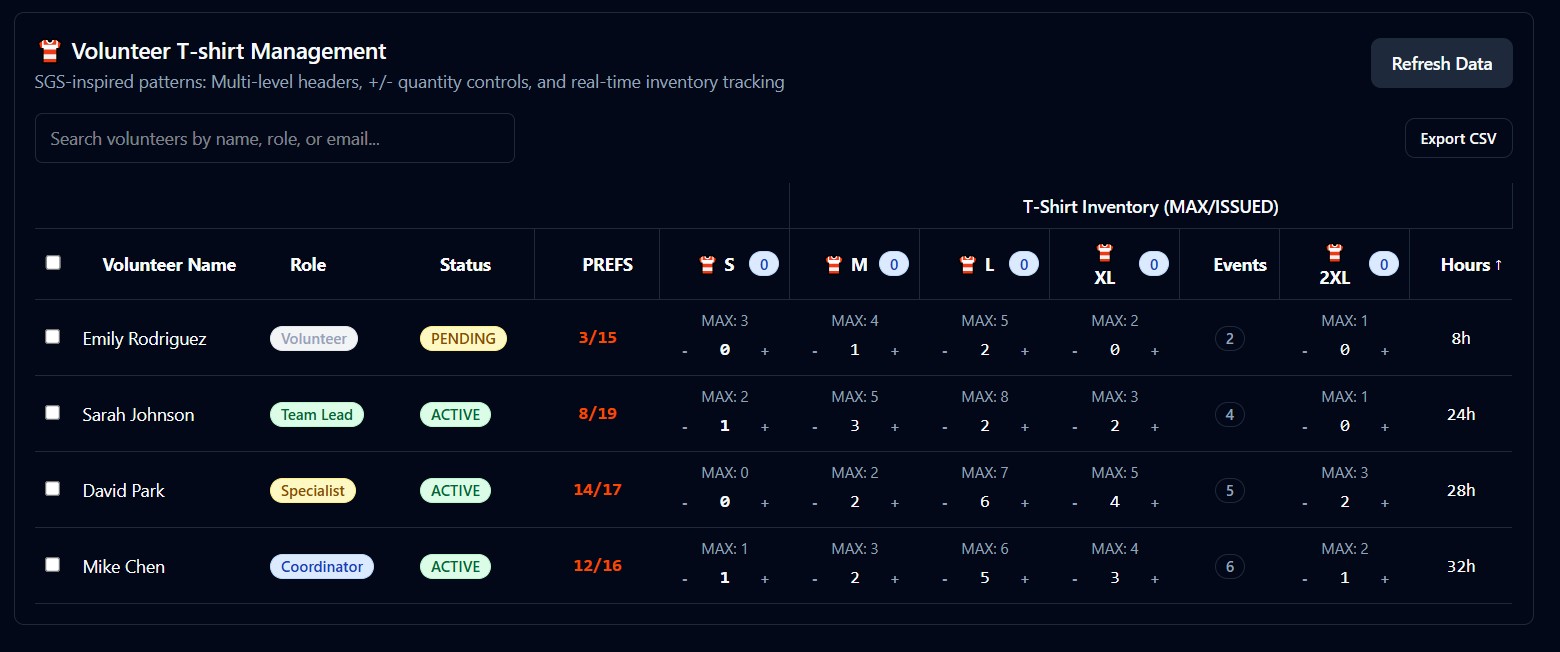 Volunteer T-shirt Management
Refresh Data
SGS-inspired patterns: Multi-level headers, +/- quantity controls, and real-time inventory tracking
Search volunteers by name, role, or email...
Export CSV
T-Shirt Inventory (MAX/ISSUED)
Volunteer Name Role Status PREFS S 0 M 0 L 0 XL 0 Events 2XL 0 Hours ↑
Emily Rodriguez Volunteer PENDING 3/15 MAX: 3 - 0 + MAX: 4 - 1 + MAX: 5 - 2 + MAX: 2 - 0 + 2 MAX: 1 - 0 + 8h
Sarah Johnson Team Lead ACTIVE 8/19 MAX: 2 - 1 + MAX: 5 - 3 + MAX: 8 - 2 + MAX: 3 - 2 + 4 MAX: 1 - 0 + 24h
David Park Specialist ACTIVE 14/17 MAX: 0 - 0 + MAX: 2 - 2 + MAX: 7 - 6 + MAX: 5 - 4 + 5 MAX: 3 - 2 + 28h
Mike Chen Coordinator ACTIVE 12/16 MAX: 1 - 1 + MAX: 3 - 2 + MAX: 6 - 5 + MAX: 4 - 3 + 6 MAX: 2 - 1 + 32h